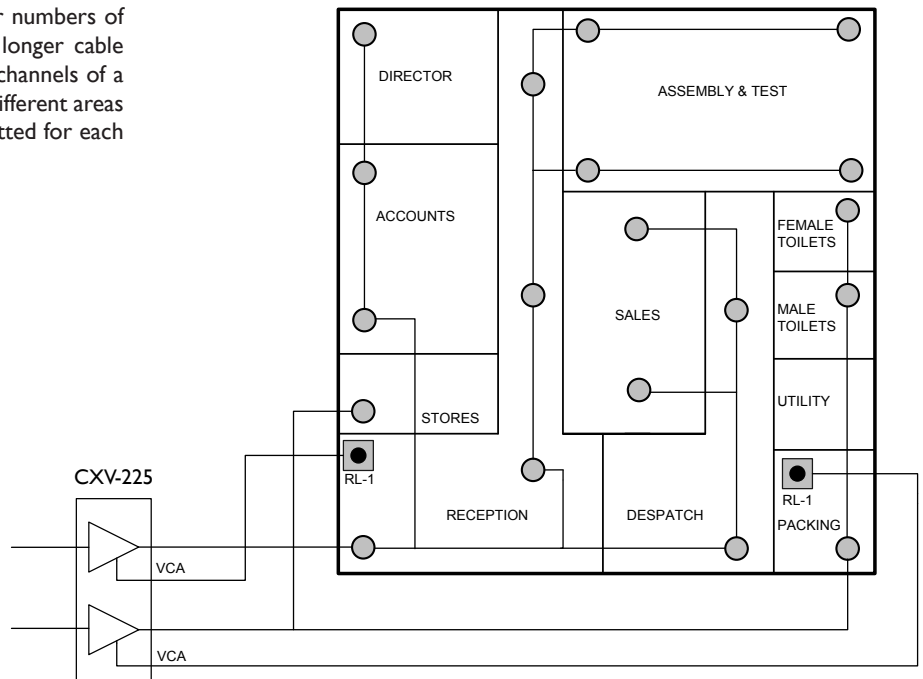 numbers of
longer cable
channels of a
ifferent areas
tted for each
DIRECTOR
ASSEMBLY & TEST
ACCOUNTS
FEMALE
TOILETS
SALES
MALE
TOILETS
UTILITY
STORES
CXV-225
RL-1
RL-1
RECEPTION
DESPATCH
PACKING
VCA
VCA